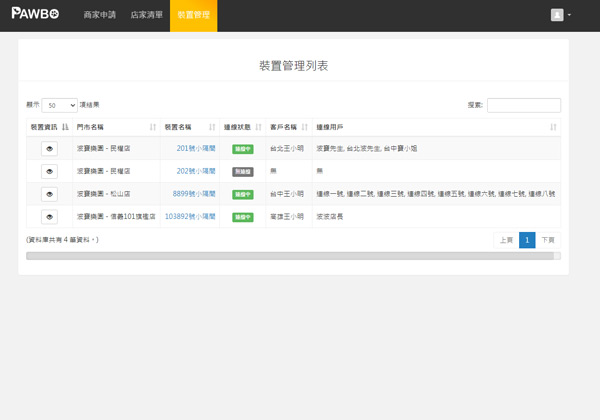 PAWBO 商家申請 店家清單 裝置管理
裝置管理列表
顯示 50 項結果 搜索:
裝置資訊 門市名稱 裝置名稱 連線狀態 客戶名稱 連線用戶
波寶樂園 - 民權店 201號小隔間 連線中 台北王小明 波寶先生, 台北波先生, 台中寶小姐
波寶樂園 - 民權店 202號小隔間 無連線 無 無
波寶樂園 - 松山店 8899號小隔間 連線中 台中王小明 連線一號, 連線二號, 連線三號, 連線四號, 連線五號, 連線六號, 連線七號, 連線八號
波寶樂園 - 信義101旗艦店 103892號小隔間 連線中 高雄王小明 波波店長
(資料庫共有 4 筆資料。) 上頁 1 下頁